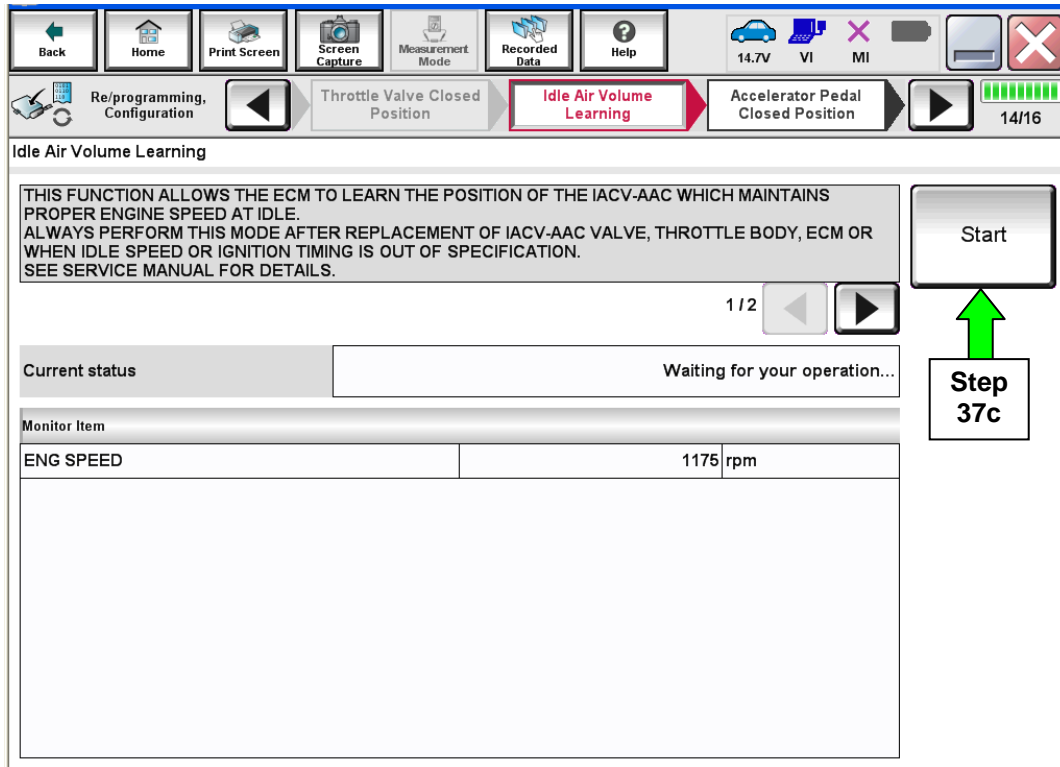 Back
Home
Print Screen
Screen
Capture
Measurement
Mode
Recorded
Data
Help
14.7V
VI
MI
Re/programming,
Configuration
Throttle Valve Closed
Position
Idle Air Volume
Learning
Accelerator Pedal
Closed Position
14/16
Idle Air Volume Learning
THIS FUNCTION ALLOWS THE ECM TO LEARN THE POSITION OF THE IACV-AAC WHICH MAINTAINS
PROPER ENGINE SPEED AT IDLE.
ALWAYS PERFORM THIS MODE AFTER REPLACEMENT OF IACV-AAC VALVE, THROTTLE BODY, ECM OR
WHEN IDLE SPEED OR IGNITION TIMING IS OUT OF SPECIFICATION.
SEE SERVICE MANUAL FOR DETAILS.
Start
1 / 2
Current status
Waiting for your operation...
Step
37c
Monitor Item
ENG SPEED 1175 rpm